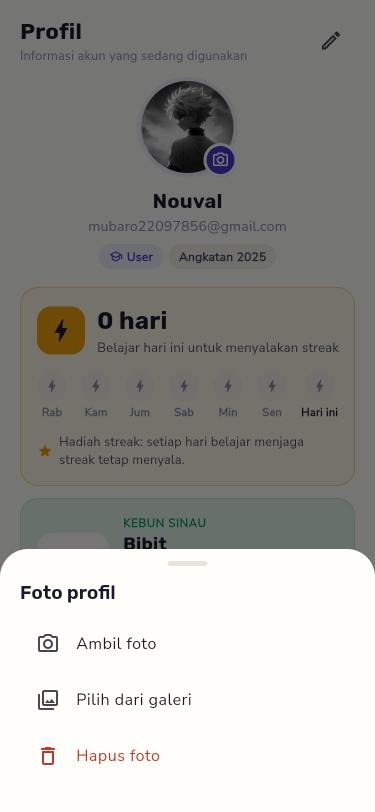 Profil
Informasi akun yang sedang digunakan
Nouval
mubaro22097856@gmail.com
User
Angkatan 2025
0 hari
Belajar hari ini untuk menyalakan streak
Rab Kam Jum Sab Min Sen Hari ini
Hadiah streak: setiap hari belajar menjaga
streak tetap menyala.
KEBUN SINAU
Bibit
Foto profil
Ambil foto
Pilih dari galeri
Hapus foto